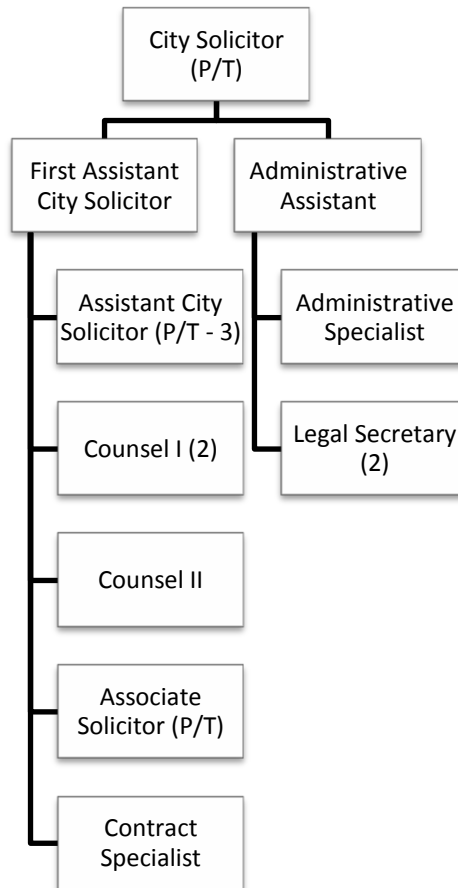 City Solicitor
(P/T)
First Assistant
City Solicitor
Administrative
Assistant
Assistant City
Solicitor (P/T - 3)
Administrative
Specialist
Counsel I (2)
Legal Secretary
(2)
Counsel II
Associate
Solicitor (P/T)
Contract
Specialist